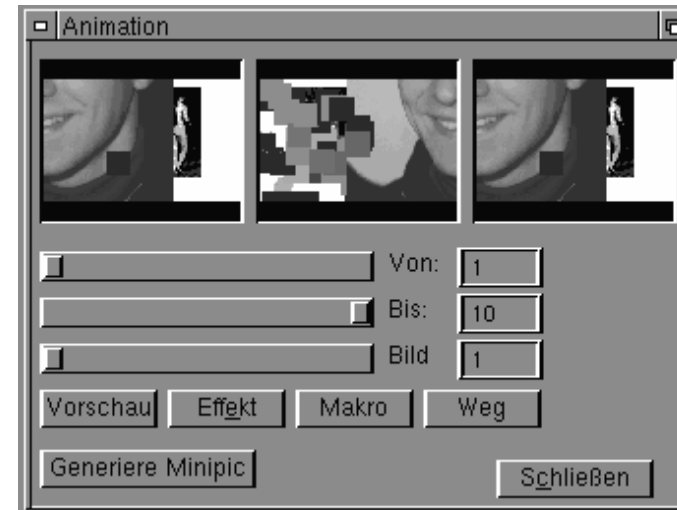 Animation
Von: 1
Bis: 10
Bild 1
Vorschau Effekt Makro Weg
Generiere Minipic Schließen